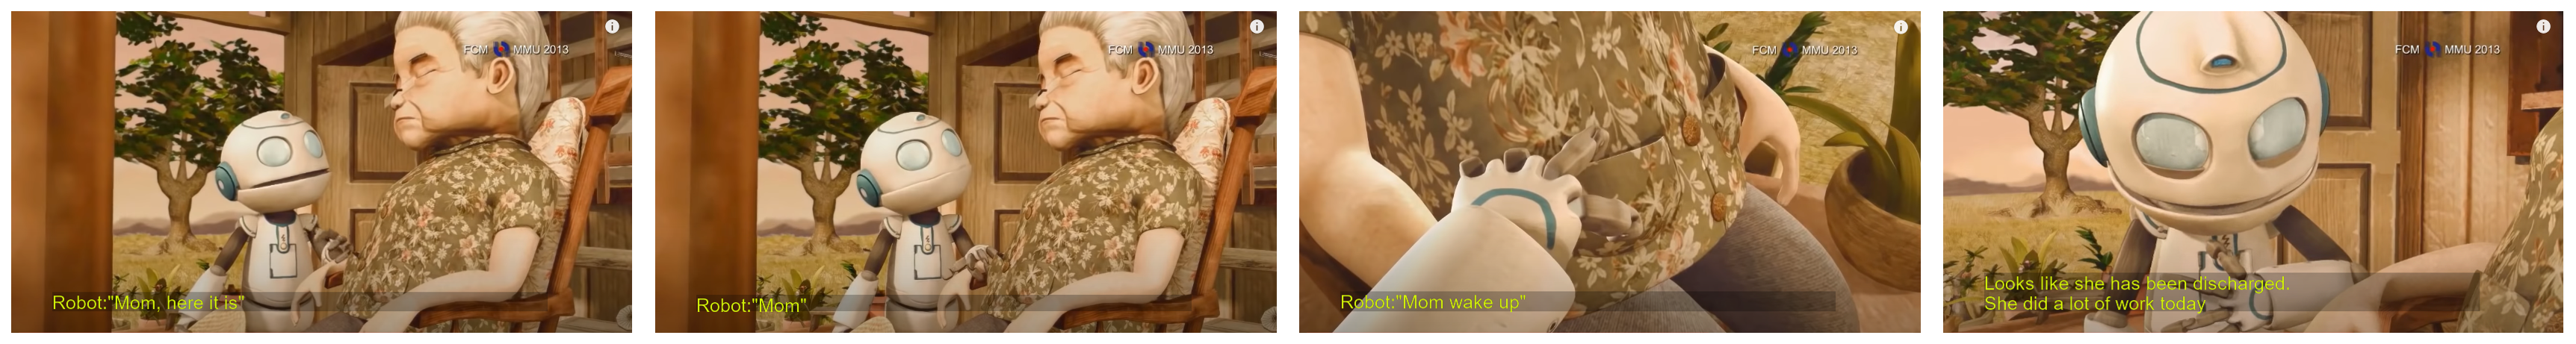 FCM MMU 2013
Robot:"Mom, here it is"
FCM MMU 2013
Robot:"Mom"
FCM MMU 2013
Robot:"Mom wake up"
FCM MMU 2013
Looks like she has been discharged.
She did a lot of work today